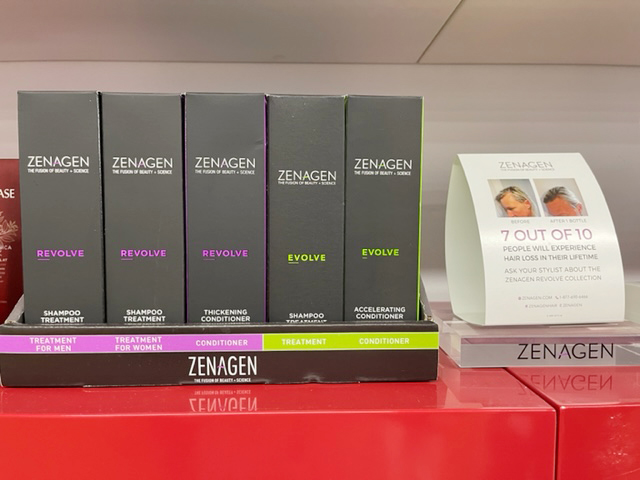 ZENAGEN
THE FUSION OF BEAUTY + SCIENCE
REVOLVE
SHAMPOO
TREATMENT
ZENAGEN
THE FUSION OF BEAUTY + SCIENCE
REVOLVE
SHAMPOO
TREATMENT
ZENAGEN
THE FUSION OF BEAUTY + SCIENCE
REVOLVE
THICKENING
CONDITIONER
ZENAGEN
THE FUSION OF BEAUTY + SCIENCE
EVOLVE
SHAMPOO
TREATMENT
ZENAGEN
THE FUSION OF BEAUTY + SCIENCE
EVOLVE
ACCELERATING
CONDITIONER
TREATMENT
FOR MEN
TREATMENT
FOR WOMEN
CONDITIONER
TREATMENT
CONDITIONER
ZENAGEN
THE FUSION OF BEAUTY + SCIENCE
ASE
ZENAGEN
BEFORE
AFTER 1 BOTTLE
7 OUT OF 10
PEOPLE WILL EXPERIENCE
HAIR LOSS IN THEIR LIFETIME
ASK YOUR STYLIST ABOUT THE
ZENAGEN REVOLVE COLLECTION
ZENAGEN.COM
ZENAGEN